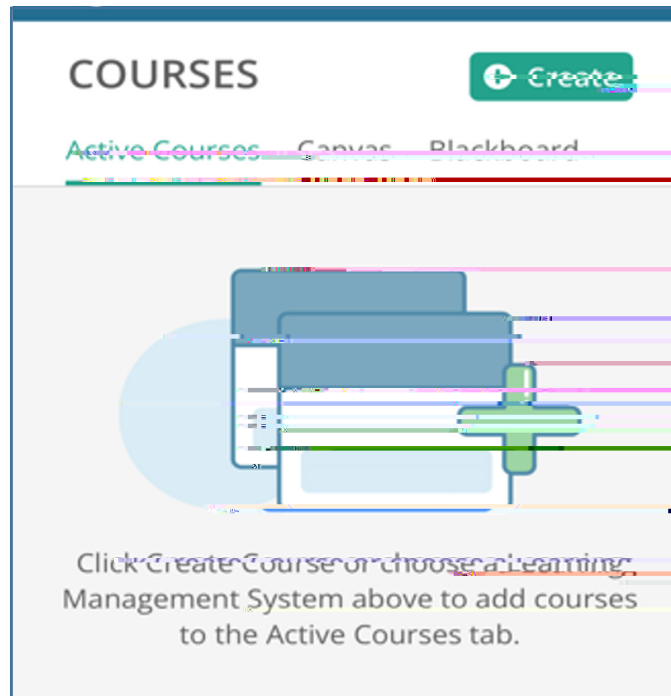 COURSES
Create
Active Courses Canvas Blackboard
Click Create Course or choose a Learning
Management System above to add courses
to the Active Courses tab.